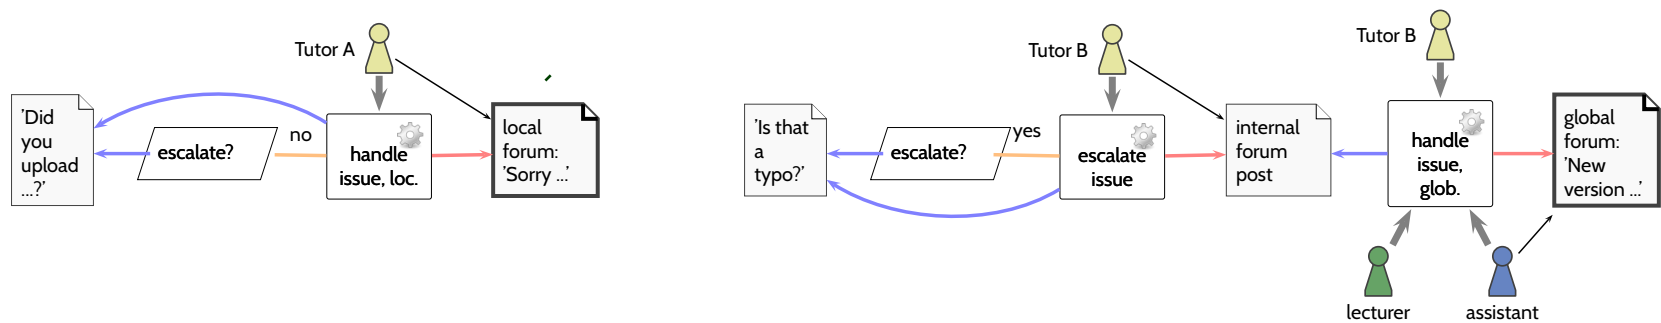 Tutor A
'Did
you
upload
...?'
escalate?
no
handle
issue, loc.
local
forum:
'Sorry ...'
Tutor B
'Is that
a
typo?'
escalate?
yes
escalate
issue
internal
forum
post
Tutor B
handle
issue,
glob.
global
forum:
'New
version ...'
lecturer
assistant